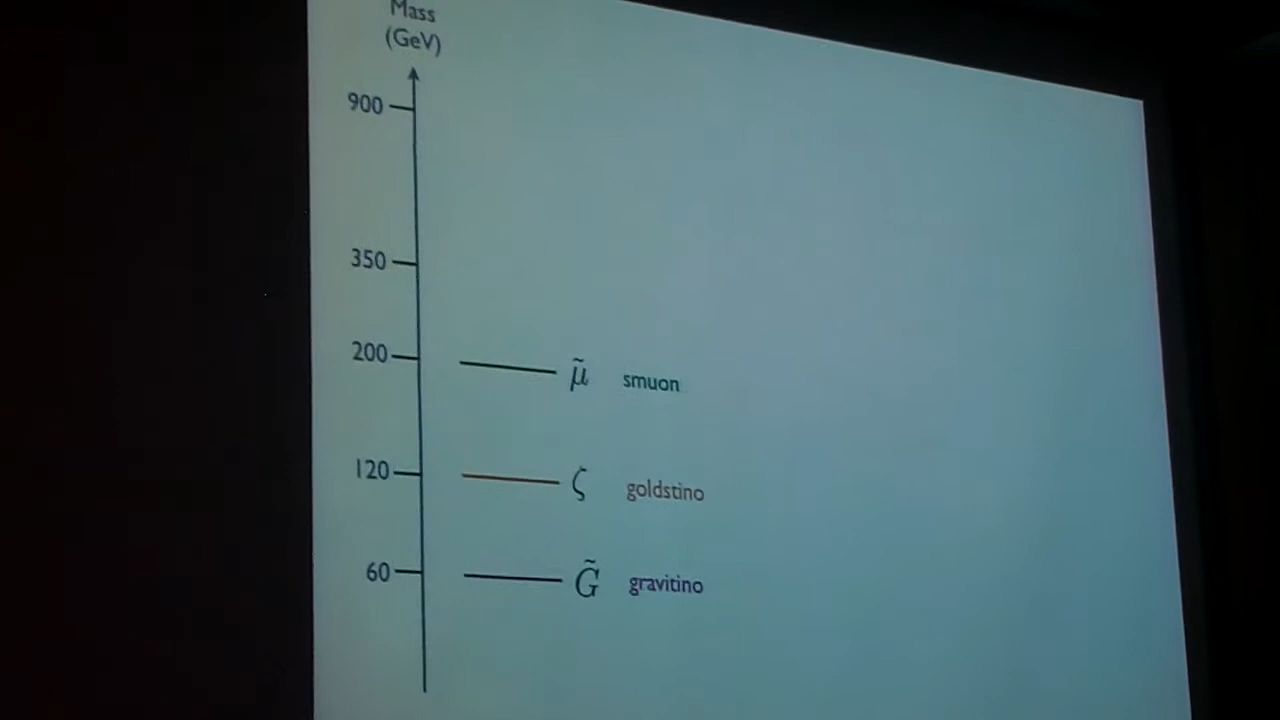 Mass
(GeV)
900
350
200
μ̃ smuon
120
ζ goldstino
60
G̃ gravitino